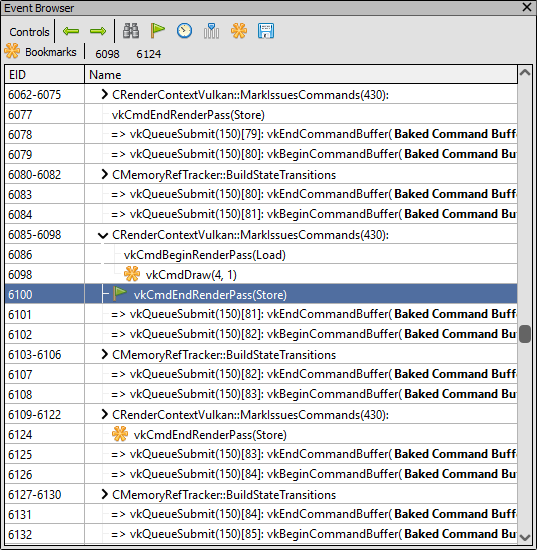 Event Browser
Controls
Bookmarks 6098 6124
EID Name
6062-6075 CRenderContextVulkan::MarkIssuesCommands(430):
6077 vkCmdEndRenderPass(Store)
6078 => vkQueueSubmit(150)[79]: vkEndCommandBuffer( Baked Command Buffe
6079 => vkQueueSubmit(150)[80]: vkBeginCommandBuffer( Baked Command Bu
6080-6082 CMemoryRefTracker::BuildStateTransitions
6083 => vkQueueSubmit(150)[80]: vkEndCommandBuffer( Baked Command Buffe
6084 => vkQueueSubmit(150)[81]: vkBeginCommandBuffer( Baked Command Bu
6085-6098 CRenderContextVulkan::MarkIssuesCommands(430):
6086 vkCmdBeginRenderPass(Load)
6098 vkCmdDraw(4, 1)
6100 vkCmdEndRenderPass(Store)
6101 => vkQueueSubmit(150)[81]: vkEndCommandBuffer( Baked Command Buffe
6102 => vkQueueSubmit(150)[82]: vkBeginCommandBuffer( Baked Command Bu
6103-6106 CMemoryRefTracker::BuildStateTransitions
6107 => vkQueueSubmit(150)[82]: vkEndCommandBuffer( Baked Command Buffe
6108 => vkQueueSubmit(150)[83]: vkBeginCommandBuffer( Baked Command Bu
6109-6122 CRenderContextVulkan::MarkIssuesCommands(430):
6124 vkCmdEndRenderPass(Store)
6125 => vkQueueSubmit(150)[83]: vkEndCommandBuffer( Baked Command Buffe
6126 => vkQueueSubmit(150)[84]: vkBeginCommandBuffer( Baked Command Bu
6127-6130 CMemoryRefTracker::BuildStateTransitions
6131 => vkQueueSubmit(150)[84]: vkEndCommandBuffer( Baked Command Buffe
6132 => vkQueueSubmit(150)[85]: vkBeginCommandBuffer( Baked Command Bu